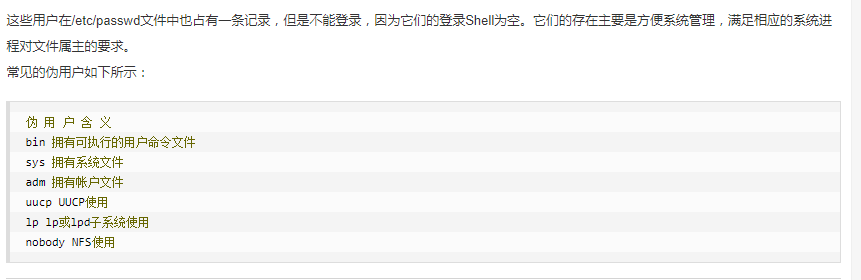 这些用户在/etc/passwd文件中也占有一条记录，但是不能登录，因为它们的登录Shell为空。它们的存在主要是方便系统管理，满足相应的系统进
程对文件属主的要求。
常见的伪用户如下所示：
伪 用 户 含 义
bin 拥有可执行的用户命令文件
sys 拥有系统文件
adm 拥有帐户文件
uucp UUCP使用
lp lp或lpd子系统使用
nobody NFS使用